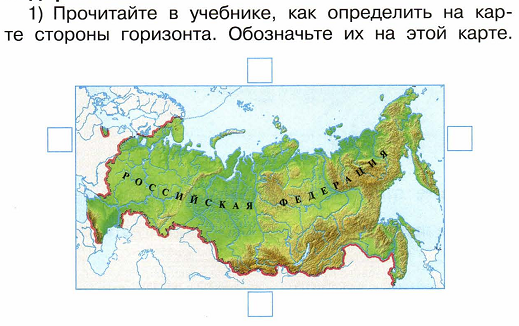 1) Прочитайте в учебнике, как определить на кар-
те стороны горизонта. Обозначьте их на этой карте.
РОССИЙСКАЯ ФЕДЕРАЦИЯ